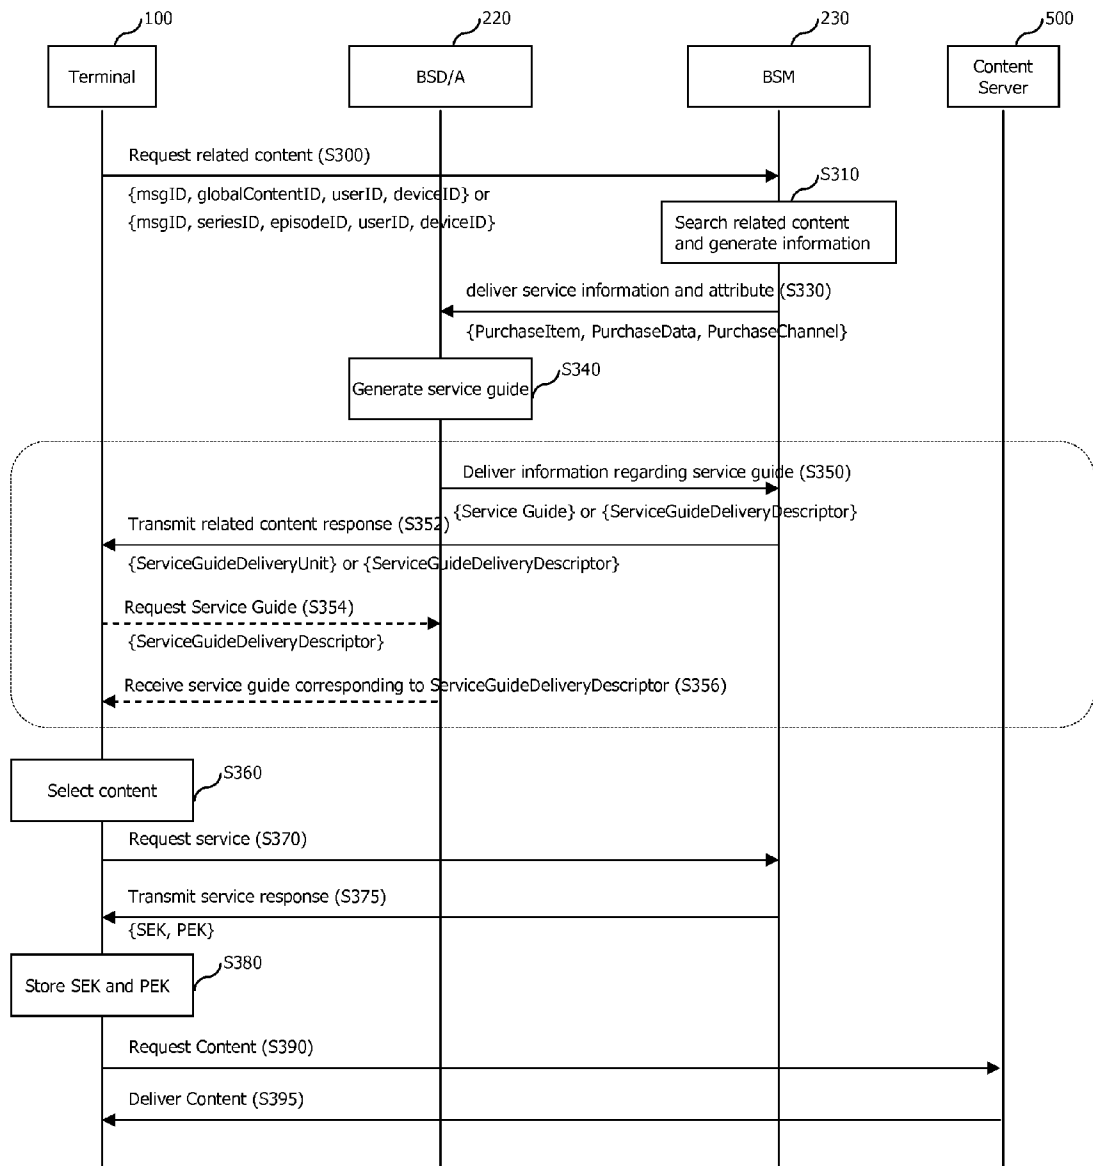 100
220
230
500
Terminal
BSD/A
BSM
Content
Server
Request related content (S300)
{msgID, globalContentID, userID, deviceID} or
{msgID, seriesID, episodeID, userID, deviceID}
S310
Search related content
and generate information
deliver service information and attribute (S330)
{PurchaseItem, PurchaseData, PurchaseChannel}
S340
Generate service guide
Deliver information regarding service guide (S350)
{Service Guide} or {ServiceGuideDeliveryDescriptor}
Transmit related content response (S352)
{ServiceGuideDeliveryUnit} or {ServiceGuideDeliveryDescriptor}
Request Service Guide (S354)
{ServiceGuideDeliveryDescriptor}
Receive service guide corresponding to ServiceGuideDeliveryDescriptor (S356)
S360
Select content
Request service (S370)
Transmit service response (S375)
{SEK, PEK}
S380
Store SEK and PEK
Request Content (S390)
Deliver Content (S395)